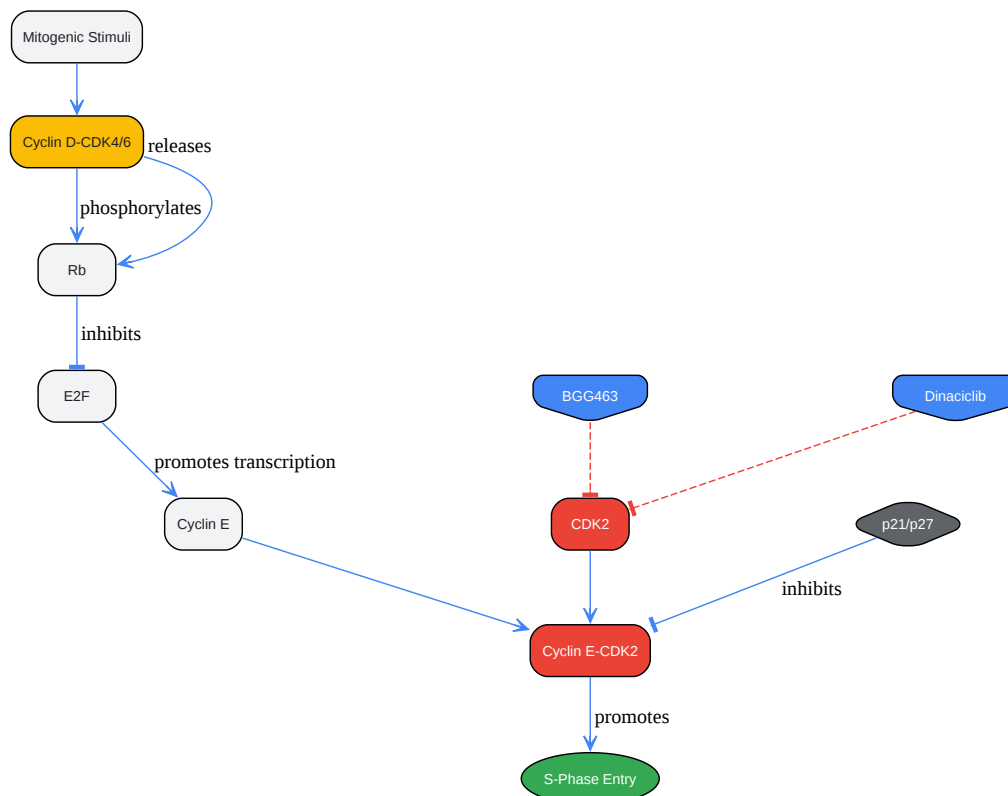 Mitogenic Stimuli
Cyclin D-CDK4/6
releases
phosphorylates
Rb
inhibits
E2F
BGG463
Dinaciclib
promotes transcription
Cyclin E
CDK2
p21/p27
inhibits
Cyclin E-CDK2
promotes
S-Phase Entry